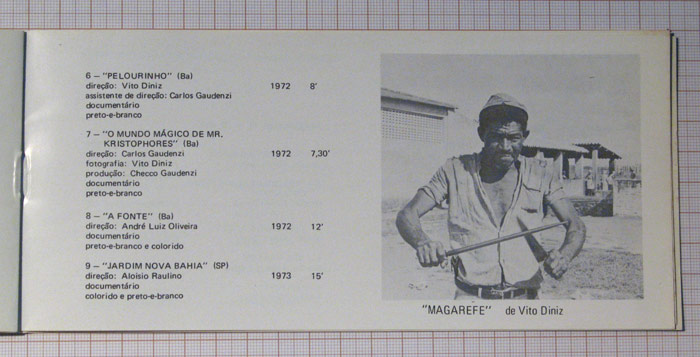 6 – "PELOURINHO" (Ba)
direção: Vito Diniz 1972 8'
assistente de direção: Carlos Gaudenzi
documentário
preto-e-branco
7 – "O MUNDO MÁGICO DE MR.
KRISTOPHORES" (Ba)
direção: Carlos Gaudenzi 1972 7,30'
fotografia: Vito Diniz
produção: Checco Gaudenzi
documentário
preto-e-branco
8 – "A FONTE" (Ba)
direção: André Luiz Oliveira 1972 12'
documentário
preto-e-branco e colorido
9 – "JARDIM NOVA BAHIA" (SP)
direção: Aloísio Raulino 1973 15'
documentário
colorido e preto-e-branco
"MAGAREFE" de Vito Diniz